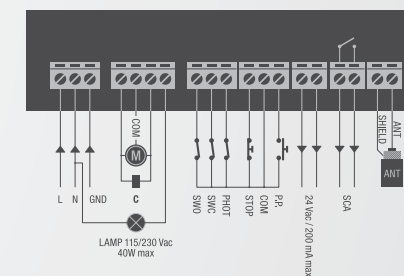 COM
M
L
N
GND
C
LAMP 115/230 Vac
40W max
SWO
SWC
PHOT
STOP
COM
P.P.
24 Vac / 200 mA max
SCA
SHIELD
ANT
ANT